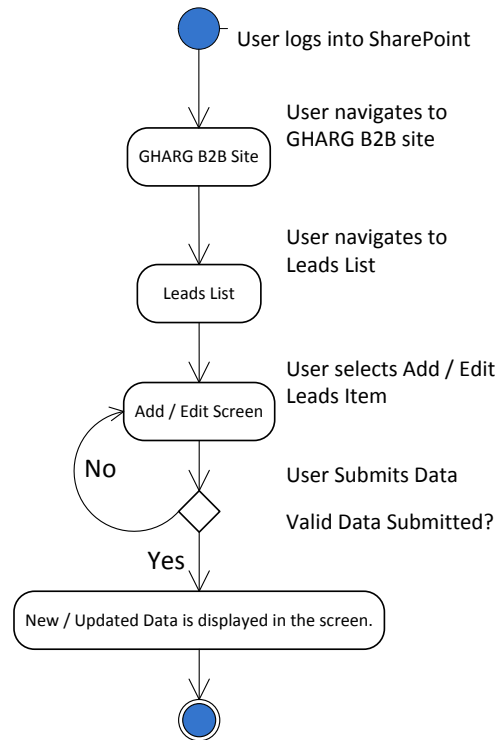 User logs into SharePoint
User navigates to
GHARG B2B site
GHARG B2B Site
User navigates to
Leads List
Leads List
User selects Add / Edit
Leads Item
Add / Edit Screen
No
User Submits Data
Valid Data Submitted?
Yes
New / Updated Data is displayed in the screen.